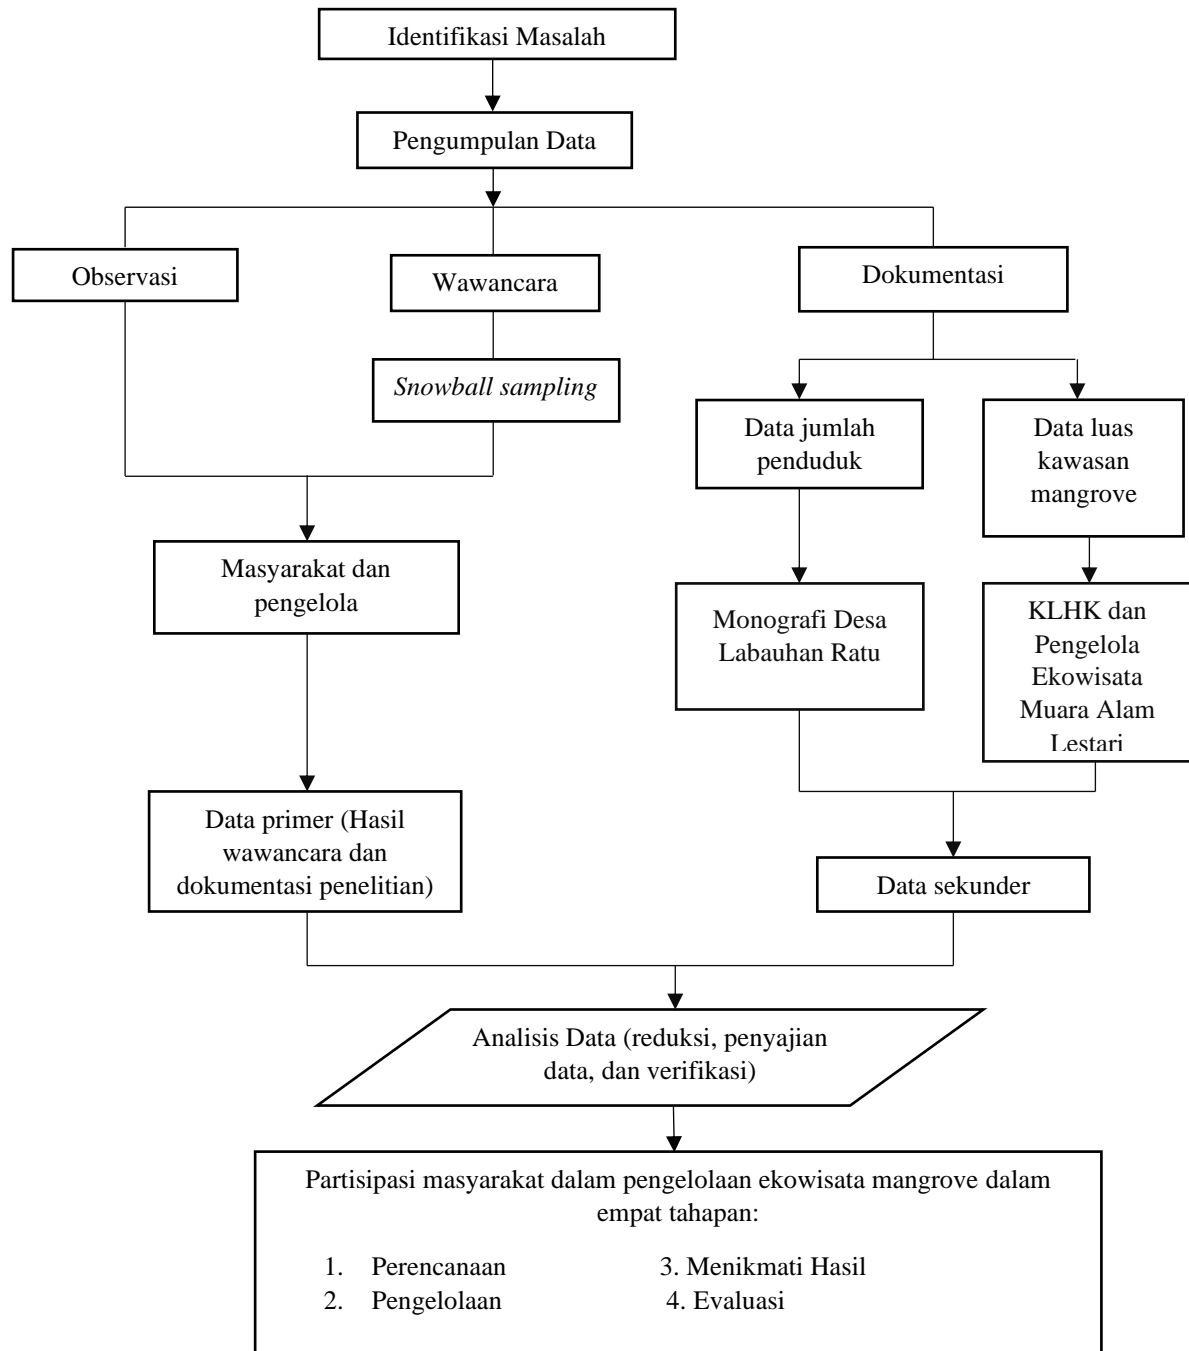 Identifikasi Masalah
Pengumpulan Data
Observasi
Wawancara
Dokumentasi
Snowball sampling
Data jumlah
penduduk
Data luas
kawasan
mangrove
Masyarakat dan
pengelola
Monografi Desa
Labauhan Ratu
KLHK dan
Pengelola
Ekowisata
Muara Alam
Lestari
Data primer (Hasil
wawancara dan
dokumentasi penelitian)
Data sekunder
Analisis Data (reduksi, penyajian
data, dan verifikasi)
Partisipasi masyarakat dalam pengelolaan ekowisata mangrove dalam
empat tahapan:
1. Perencanaan
2. Pengelolaan
3. Menikmati Hasil
4. Evaluasi